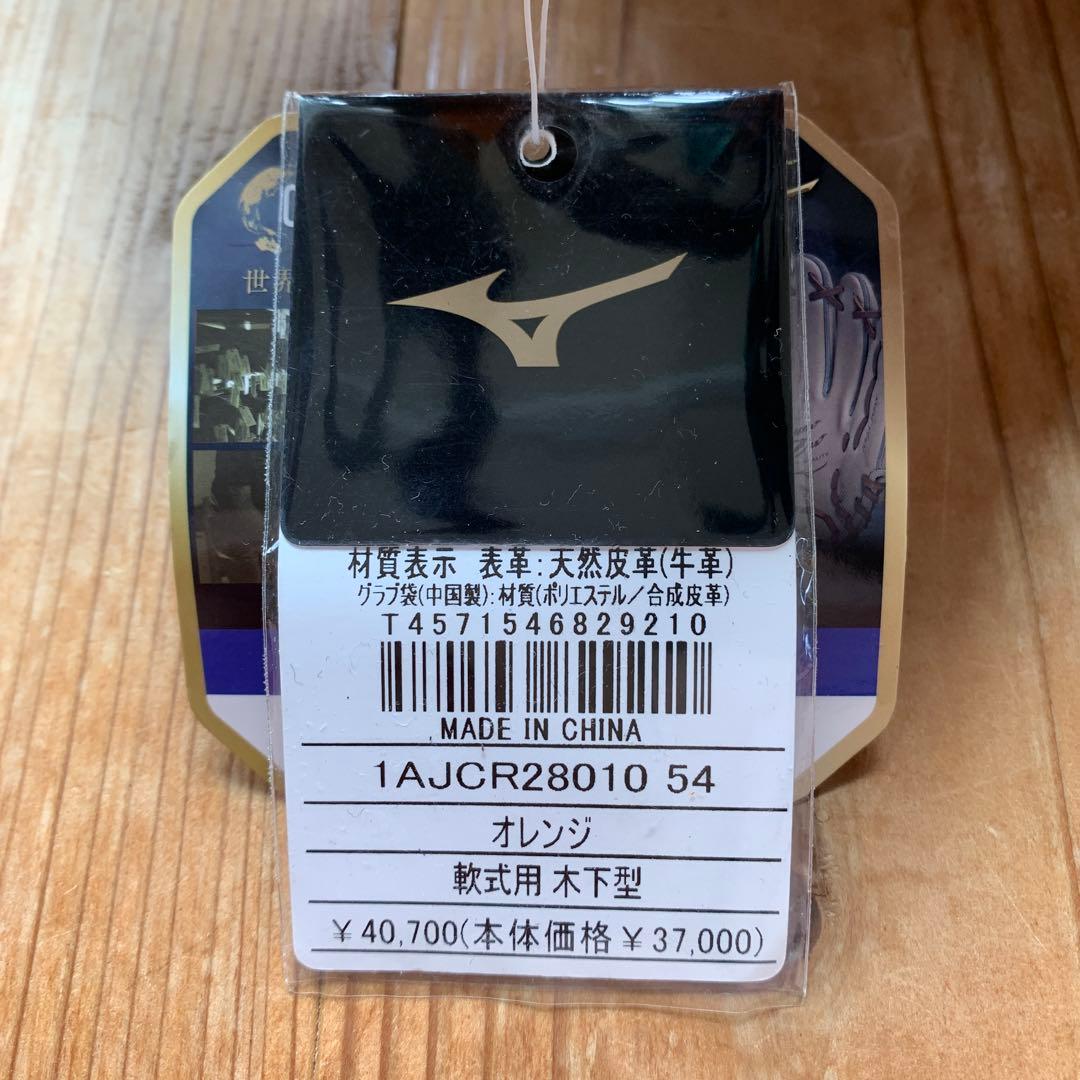 世界
材質表示 表革:天然皮革(牛革)
グラブ袋(中国製):材質(ポリエステル/合成皮革)
T4571546829210
MADE IN CHINA
1AJCR28010 54
オレンジ
軟式用 木下型
¥40,700(本体価格¥37,000)